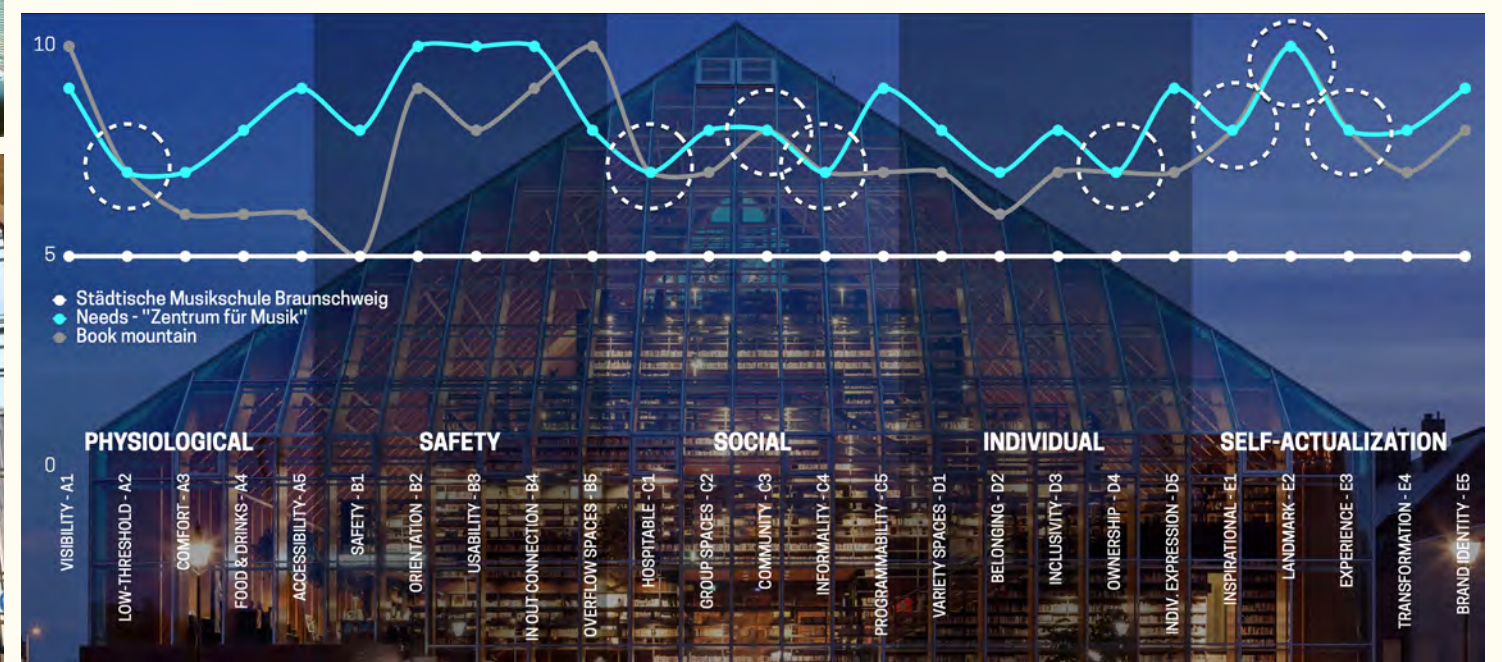 10
5
Städtische Musikschule Braunschweig
Needs - "Zentrum für Musik"
Book mountain
PHYSIOLOGICAL
SAFETY
SOCIAL
INDIVIDUAL
SELF-ACTUALIZATION
0
VISIBILITY - A1
LOW-THRESHOLD - A2
COMFORT - A3
FOOD & DRINKS - A4
ACCESSIBILITY- A5
SAFETY - B1
ORIENTATION - B2
USABILITY - B3
IN OUT CONNECTION - B4
OVERFLOW SPACES - B5
HOSPITABLE - C1
GROUP SPACES - C2
COMMUNITY - C3
INFORMALITY - C4
PROGRAMMABILITY - C5
VARIETY SPACES - D1
BELONGING - D2
INCLUSIVITY - D3
OWNERSHIP - D4
INDIV. EXPRESSION - D5
INSPIRATIONAL - E1
LANDMARK - E2
EXPERIENCE - E3
TRANSFORMATION - E4
BRAND IDENTITY - E5